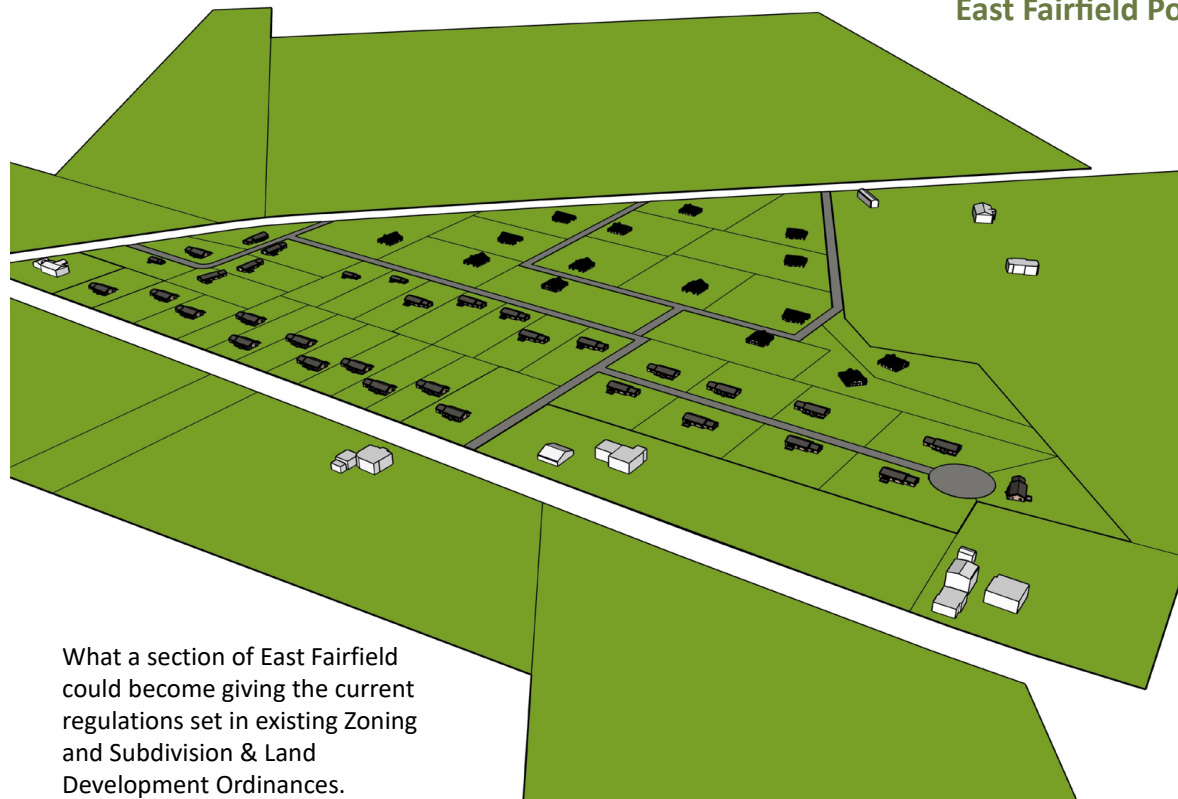 East Fairfield Po
What a section of East Fairfield
could become giving the current
regulations set in existing Zoning
and Subdivision & Land
Development Ordinances.